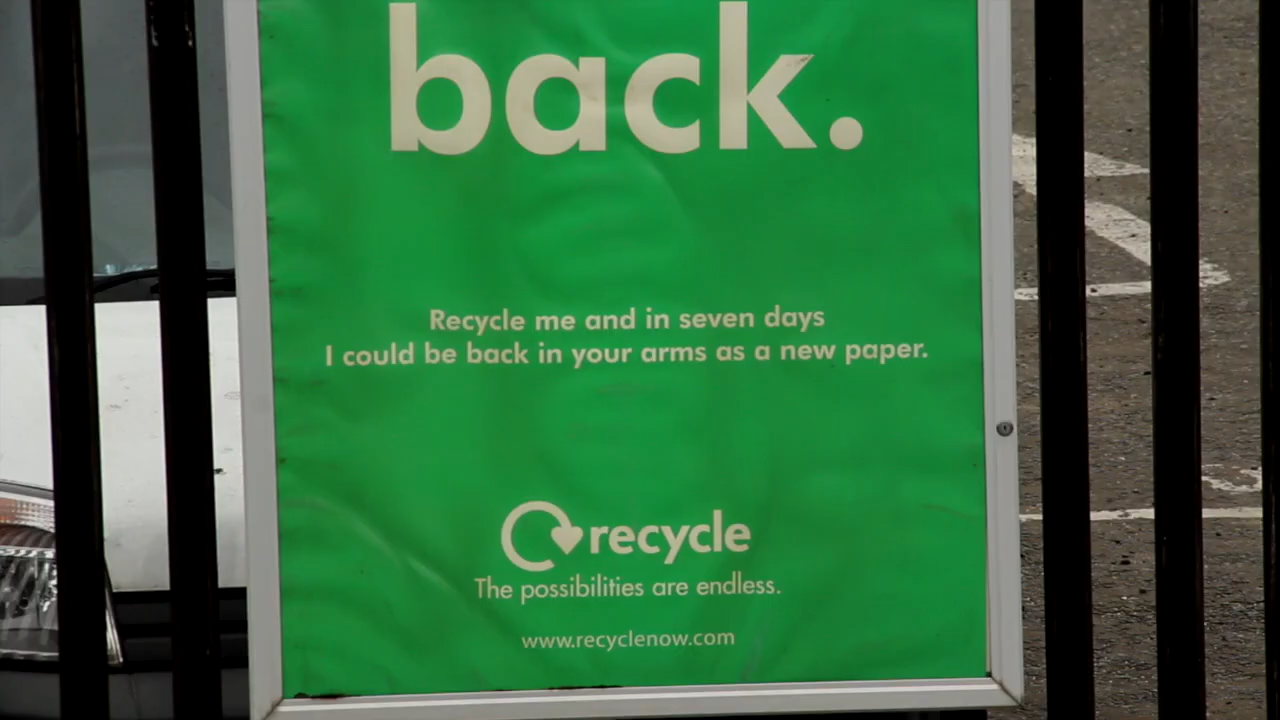 back.
Recycle me and in seven days
I could be back in your arms as a new paper.
recycle
The possibilities are endless.
www.recyclenow.com